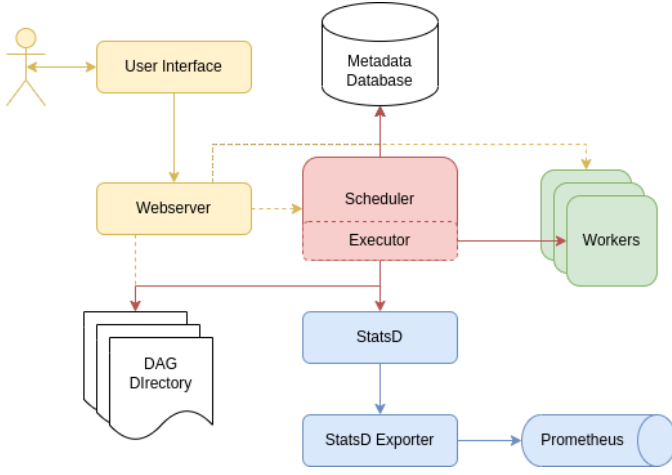 User Interface
Metadata
Database
Webserver
Scheduler
Executor
Workers
DAG
DIrectory
StatsD
StatsD Exporter
Prometheus